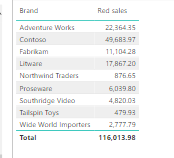 Brand Red sales
Adventure Works 22,364.35
Contoso 49,683.97
Fabrikam 11,104.28
Litware 17,867.20
Northwind Traders 876.65
Proseware 6,039.80
Southridge Video 4,820.03
Tailspin Toys 479.93
Wide World Importers 2,777.79
Total 116,013.98